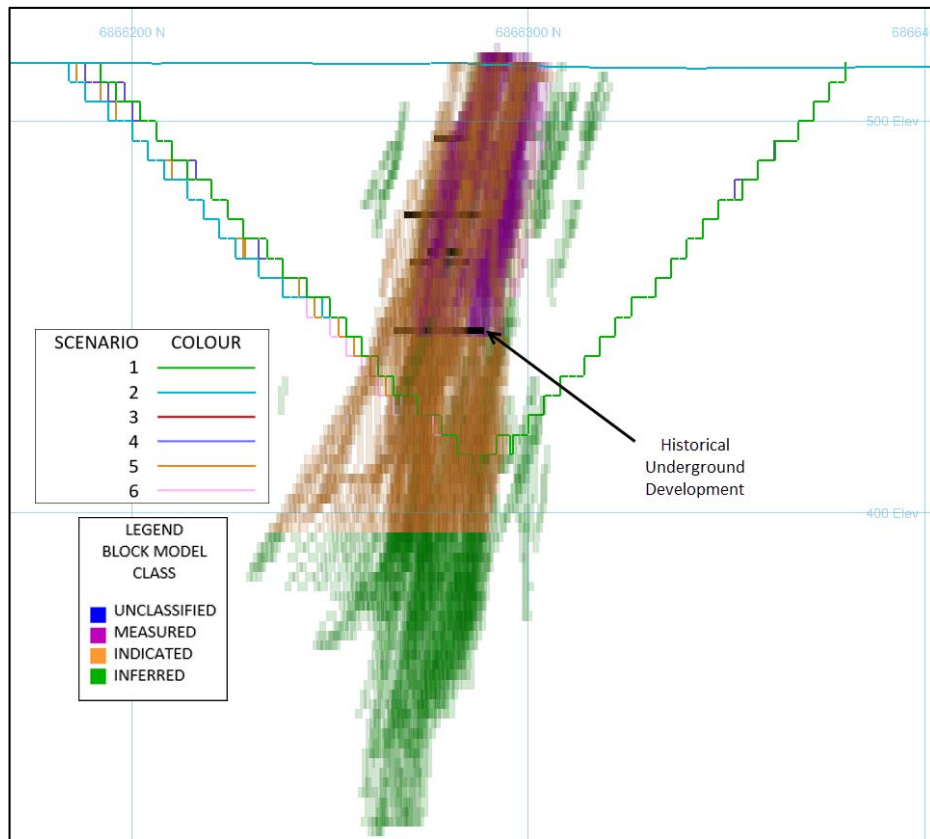 6866200 N
6866300 N
68664
500 Elev
SCENARIO COLOUR
1
2
3
4
5
6
Historical
Underground
Development
400 Elev
LEGEND
BLOCK MODEL
CLASS
UNCLASSIFIED
MEASURED
INDICATED
INFERRED